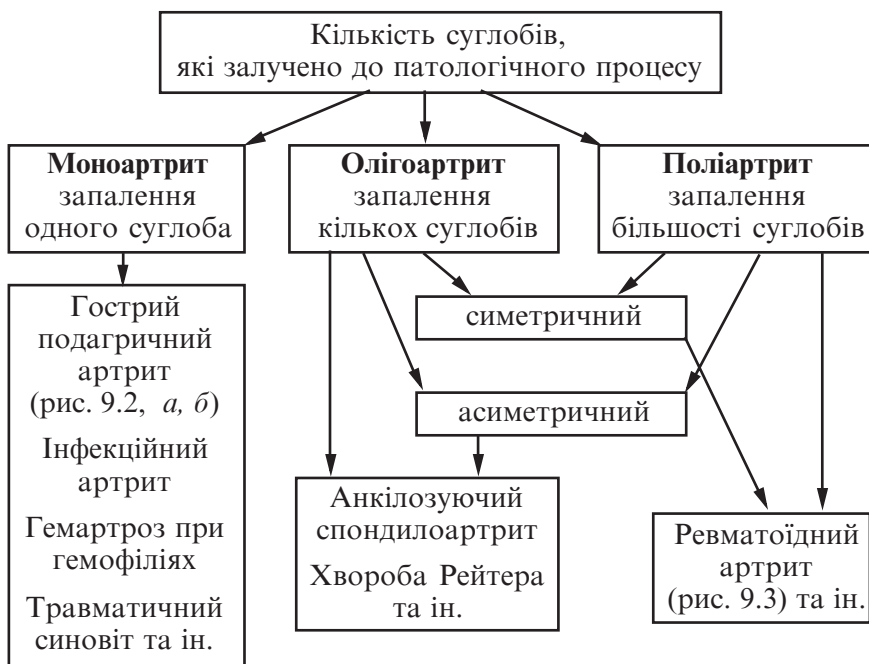 Кількість суглобів,
які залучено до патологічного процесу
Моноартрит
запалення
одного суглоба
Олігоартрит
запалення
кількох суглобів
Поліартрит
запалення
більшості суглобів
Гострий
подагричний
артрит
(рис. 9.2, а, б)
Інфекційний
артрит
Гемартроз при
гемофіліях
Травматичний
синовіт та ін.
симетричний
асиметричний
Анкілозуючий
спондилоартрит
Хвороба Рейтера
та ін.
Ревматоїдний
артрит
(рис. 9.3) та ін.